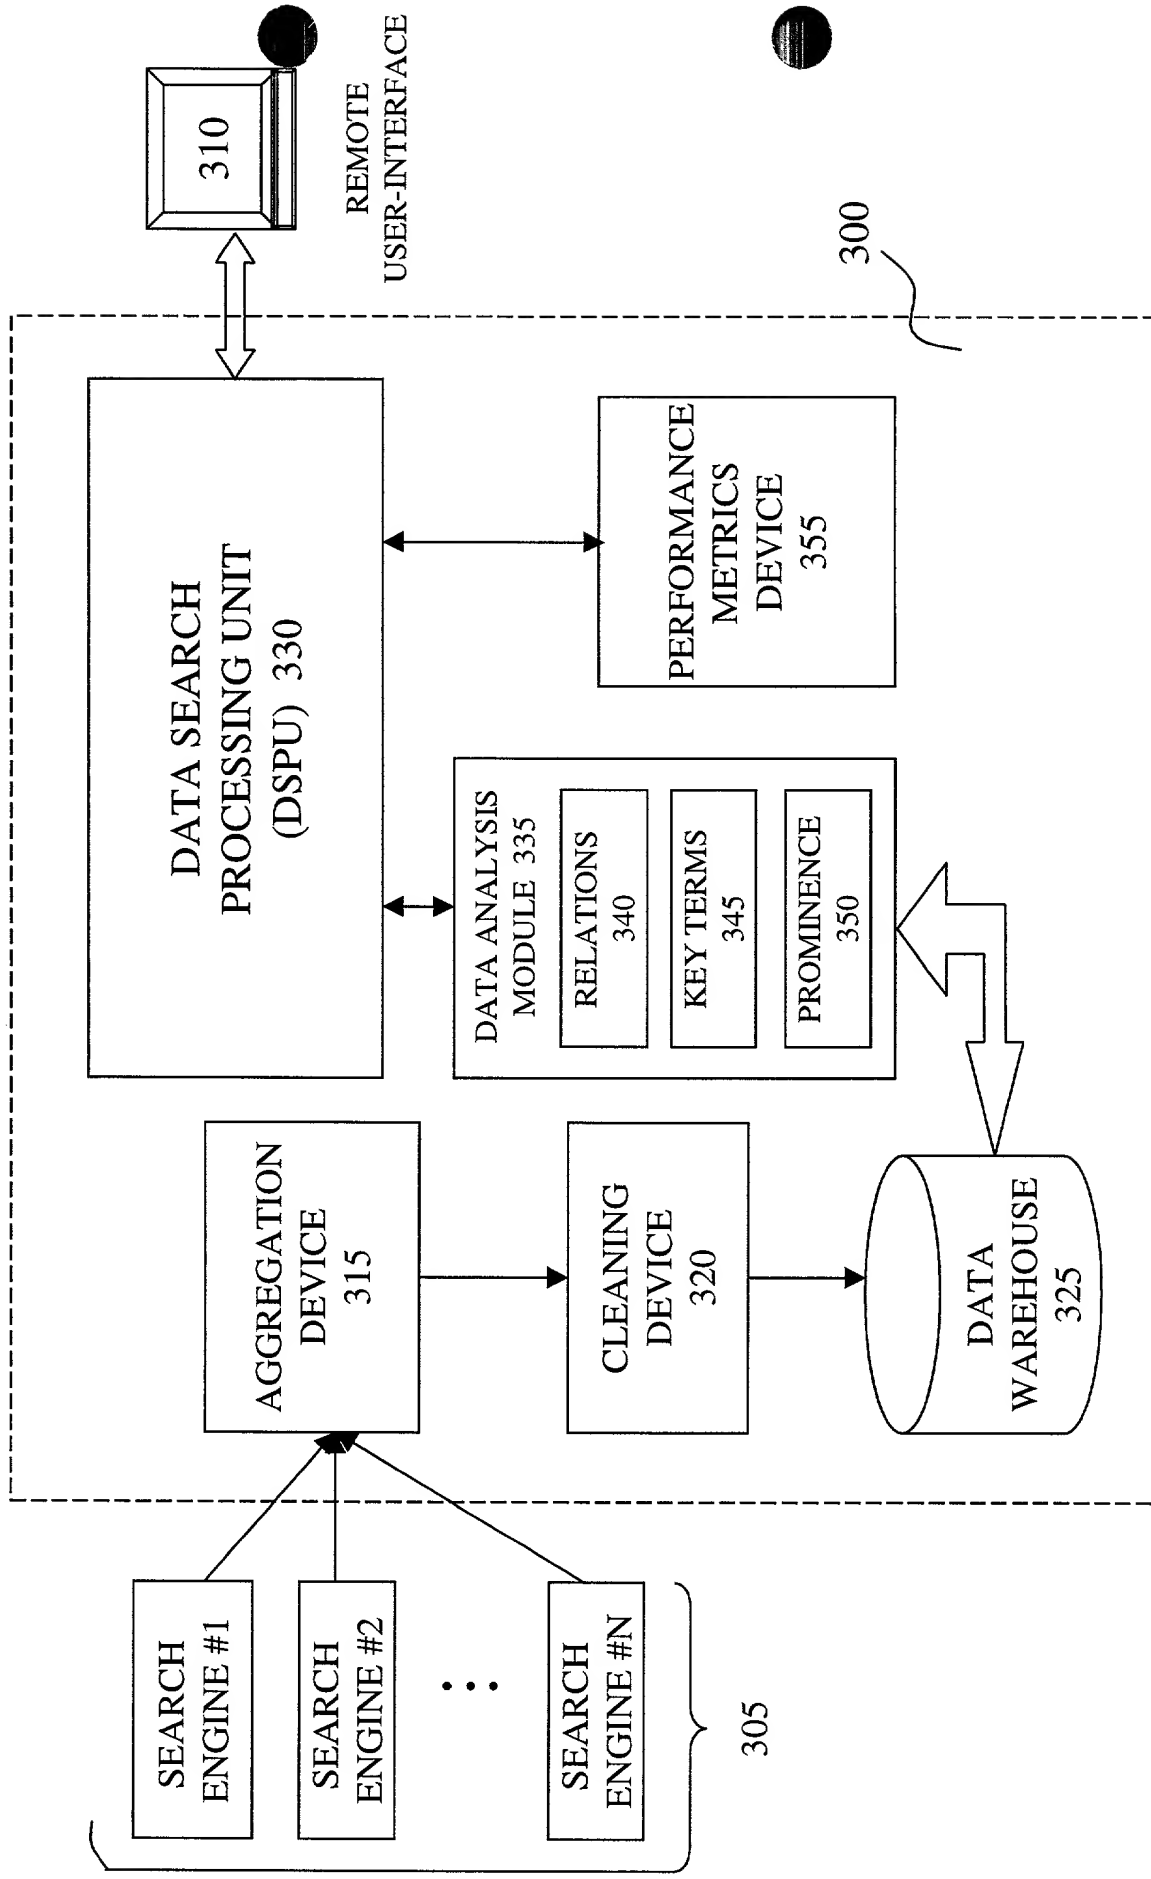 SEARCH
ENGINE #1
SEARCH
ENGINE #2
SEARCH
ENGINE #N
305
AGGREGATION
DEVICE
315
CLEANING
DEVICE
320
DATA
WAREHOUSE
325
DATA SEARCH
PROCESSING UNIT
(DSPU) 330
DATA ANALYSIS
MODULE 335
RELATIONS
340
KEY TERMS
345
PROMINENCE
350
PERFORMANCE
METRICS
DEVICE
355
310
REMOTE
USER-INTERFACE
300